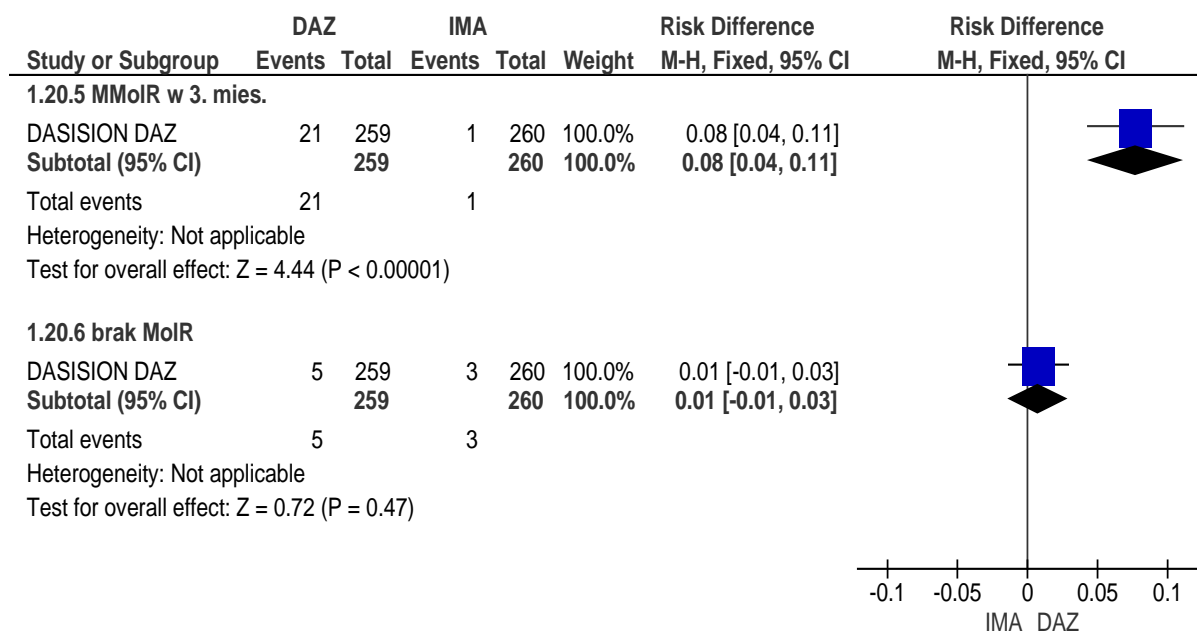 DAZ IMA Risk Difference Risk Difference
Study or Subgroup Events Total Events Total Weight M-H, Fixed, 95% CI M-H, Fixed, 95% CI
1.20.5 MMolR w 3. mies.
DASISION DAZ 21 259 1 260 100.0% 0.08 [0.04, 0.11]
Subtotal (95% CI) 259 260 100.0% 0.08 [0.04, 0.11]
Total events 21 1
Heterogeneity: Not applicable
Test for overall effect: Z = 4.44 (P < 0.00001)
1.20.6 brak MolR
DASISION DAZ 5 259 3 260 100.0% 0.01 [-0.01, 0.03]
Subtotal (95% CI) 259 260 100.0% 0.01 [-0.01, 0.03]
Total events 5 3
Heterogeneity: Not applicable
Test for overall effect: Z = 0.72 (P = 0.47)
-0.1 -0.05 0 0.05 0.1
IMA DAZ